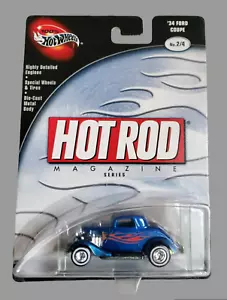 Hot Wheels
'34 FORD
COUPE
No. 2/4
Highly Detailed
Engines
Special Wheels
& Tires
Die-Cast
Metal
Body
HOT ROD
MAGAZINE
SERIES